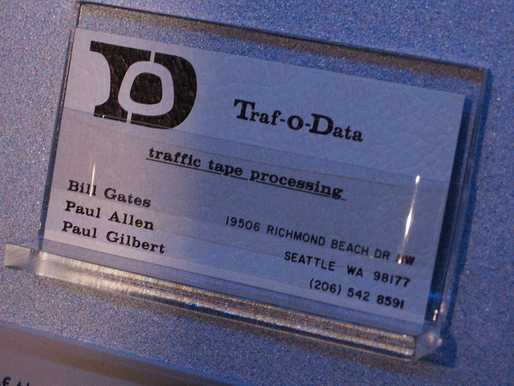 Traf-O-Data
traffic tape processing
Bill Gates
Paul Allen
Paul Gilbert
19506 RICHMOND BEACH DR NW
SEATTLE WA 98177
(206) 542 8591